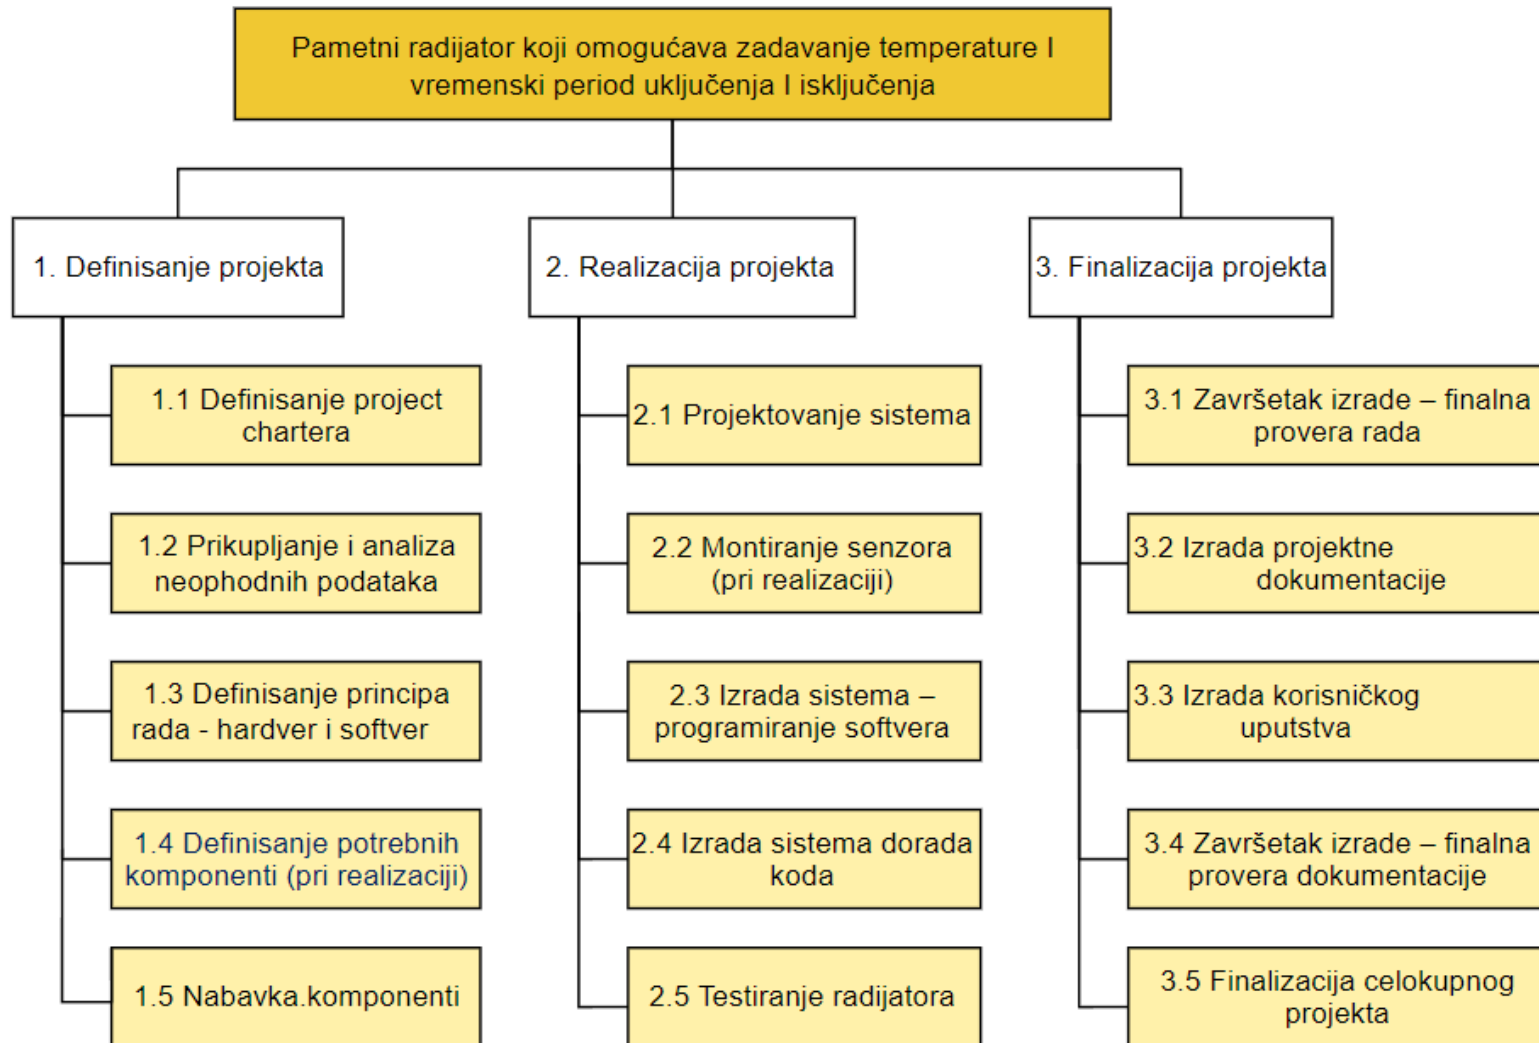 Pametni radijator koji omogućava zadavanje temperature I
vremenski period uključenja I isključenja
1. Definisanje projekta
2. Realizacija projekta
3. Finalizacija projekta
1.1 Definisanje project
chartera
1.2 Prikupljanje i analiza
neophodnih podataka
1.3 Definisanje principa
rada - hardver i softver
1.4 Definisanje potrebnih
komponenti (pri realizaciji)
1.5 Nabavka.komponenti
2.1 Projektovanje sistema
2.2 Montiranje senzora
(pri realizaciji)
2.3 Izrada sistema –
programiranje softvera
2.4 Izrada sistema dorada
koda
2.5 Testiranje radijatora
3.1 Završetak izrade – finalna
provera rada
3.2 Izrada projektne
dokumentacije
3.3 Izrada korisničkog
uputstva
3.4 Završetak izrade – finalna
provera dokumentacije
3.5 Finalizacija celokupnog
projekta